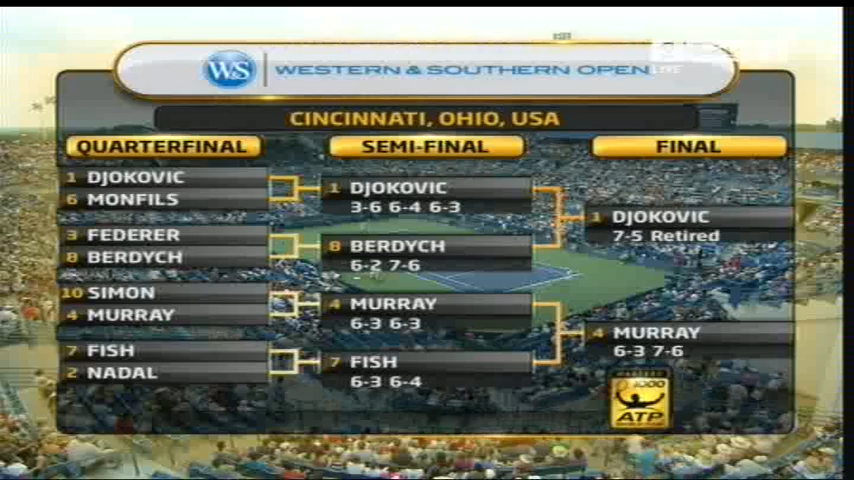 W&S WESTERN & SOUTHERN OPEN
LIVE
CINCINNATI, OHIO, USA
QUARTERFINAL
1 DJOKOVIC
6 MONFILS
3 FEDERER
8 BERDYCH
10 SIMON
4 MURRAY
7 FISH
2 NADAL
SEMI-FINAL
1 DJOKOVIC
3-6 6-4 6-3
8 BERDYCH
6-2 7-6
4 MURRAY
6-3 6-3
7 FISH
6-3 6-4
FINAL
1 DJOKOVIC
7-5 Retired
4 MURRAY
6-3 7-6
MASTERS
1000
ATP